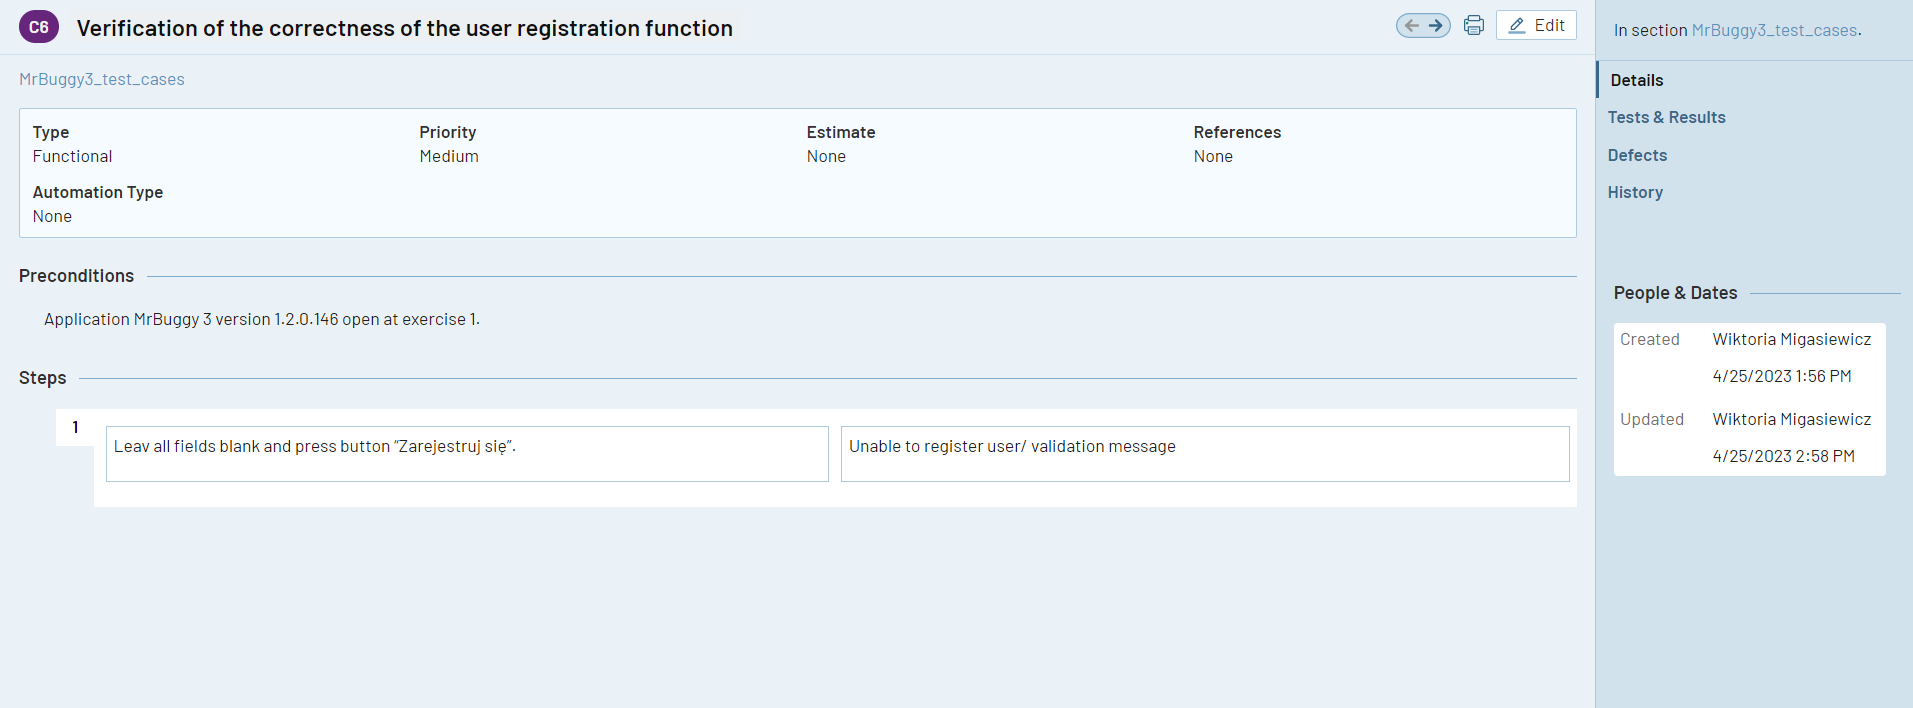 C6 Verification of the correctness of the user registration function
Edit
MrBuggy3_test_cases
Type Priority Estimate References
Functional Medium None None
Automation Type
None
Preconditions
Application MrBuggy 3 version 1.2.0.146 open at exercise 1.
Steps
1
Leav all fields blank and press button “Zarejestruj się”. Unable to register user/ validation message
In section MrBuggy3_test_cases.
Details
Tests & Results
Defects
History
People & Dates
Created Wiktoria Migasiewicz
4/25/2023 1:56 PM
Updated Wiktoria Migasiewicz
4/25/2023 2:58 PM